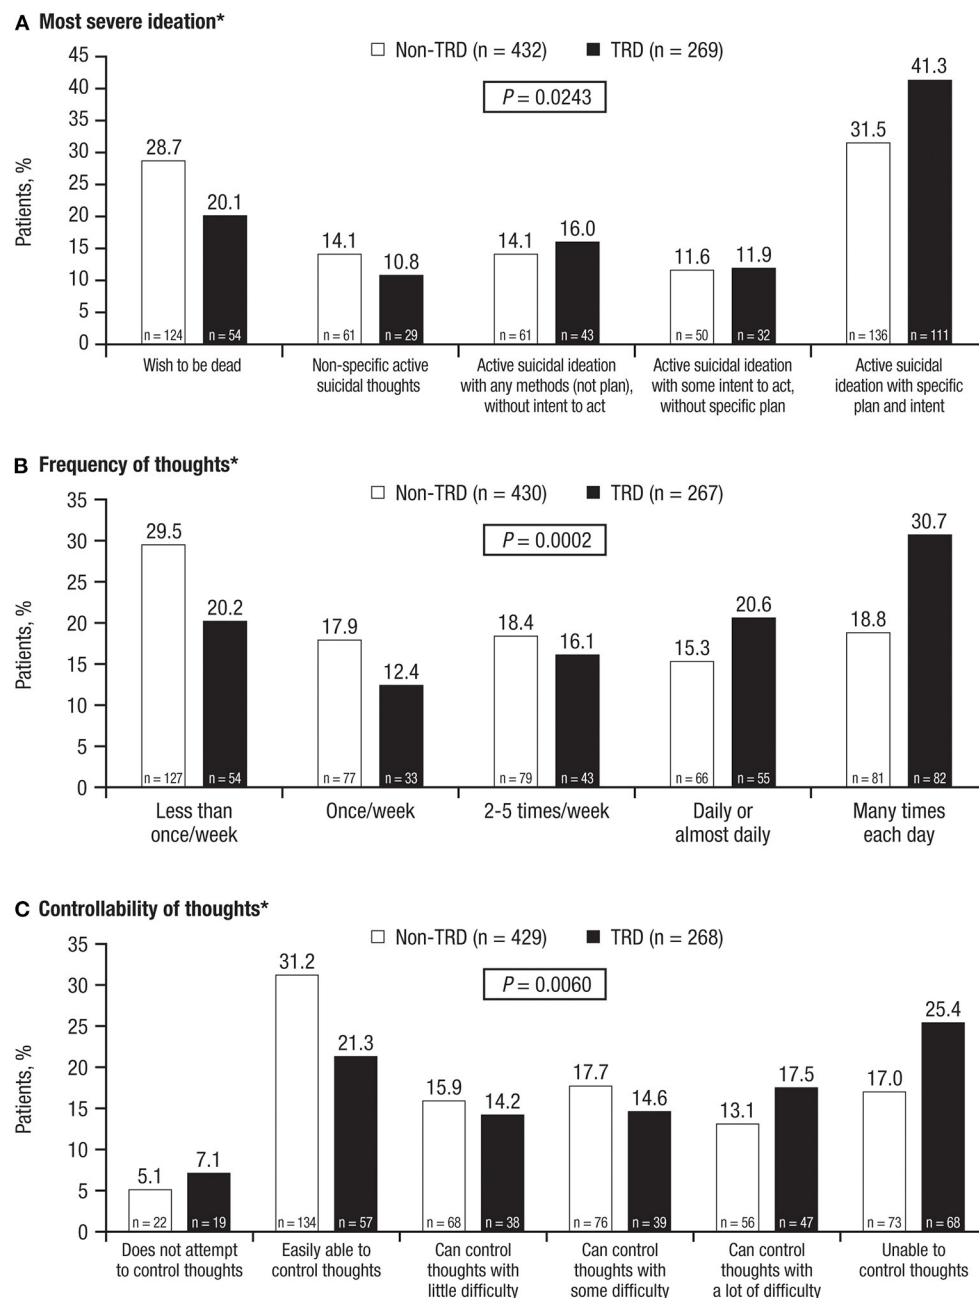 A Most severe ideation*
Non-TRD (n = 432) TRD (n = 269)
P = 0.0243
Patients, %
45
40
35
30
25
20
15
10
5
0
28.7 20.1 14.1 10.8 14.1 16.0 11.6 11.9 31.5 41.3
n = 124 n = 54 n = 61 n = 29 n = 61 n = 43 n = 50 n = 32 n = 136 n = 111
Wish to be dead
Non-specific active
suicidal thoughts
Active suicidal ideation
with any methods (not plan),
without intent to act
Active suicidal ideation
with some intent to act,
without specific plan
Active suicidal
ideation with specific
plan and intent
B Frequency of thoughts*
Non-TRD (n = 430) TRD (n = 267)
P = 0.0002
Patients, %
35
30
25
20
15
10
5
0
29.5 20.2 17.9 12.4 18.4 16.1 15.3 20.6 18.8 30.7
n = 127 n = 54 n = 77 n = 33 n = 79 n = 43 n = 66 n = 55 n = 81 n = 82
Less than
once/week
Once/week
2-5 times/week
Daily or
almost daily
Many times
each day
C Controllability of thoughts*
Non-TRD (n = 429) TRD (n = 268)
P = 0.0060
Patients, %
35
30
25
20
15
10
5
0
5.1 7.1 31.2 21.3 15.9 14.2 17.7 14.6 13.1 17.5 17.0 25.4
n = 22 n = 19 n = 134 n = 57 n = 68 n = 38 n = 76 n = 39 n = 56 n = 47 n = 73 n = 68
Does not attempt
to control thoughts
Easily able to
control thoughts
Can control
thoughts with
little difficulty
Can control
thoughts with
some difficulty
Can control
thoughts with
a lot of difficulty
Unable to
control thoughts